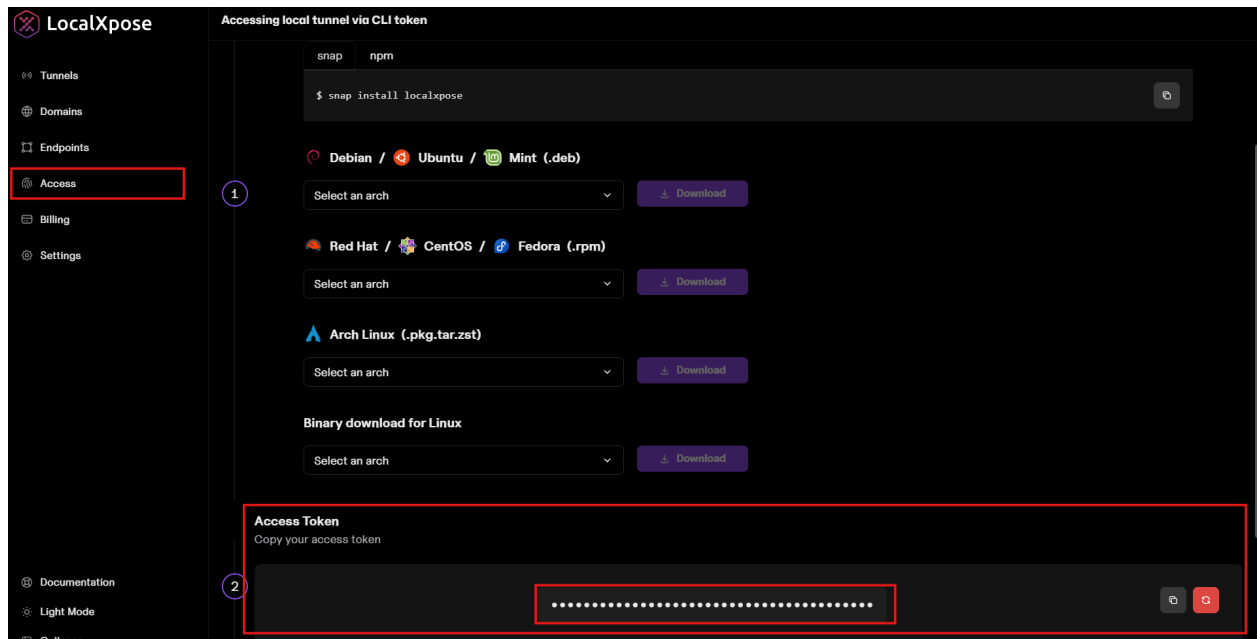 LocalXpose
Accessing local tunnel via CLI token
Tunnels
Domains
Endpoints
Access
Billing
Settings
snap npm
$ snap install localxpose
1
Debian / Ubuntu / Mint (.deb)
Select an arch Download
Red Hat / CentOS / Fedora (.rpm)
Select an arch Download
Arch Linux (.pkg.tar.zst)
Select an arch Download
Binary download for Linux
Select an arch Download
Access Token
Copy your access token
2
••••••••••••••••••••••••••••••••••••••••
Documentation
Light Mode